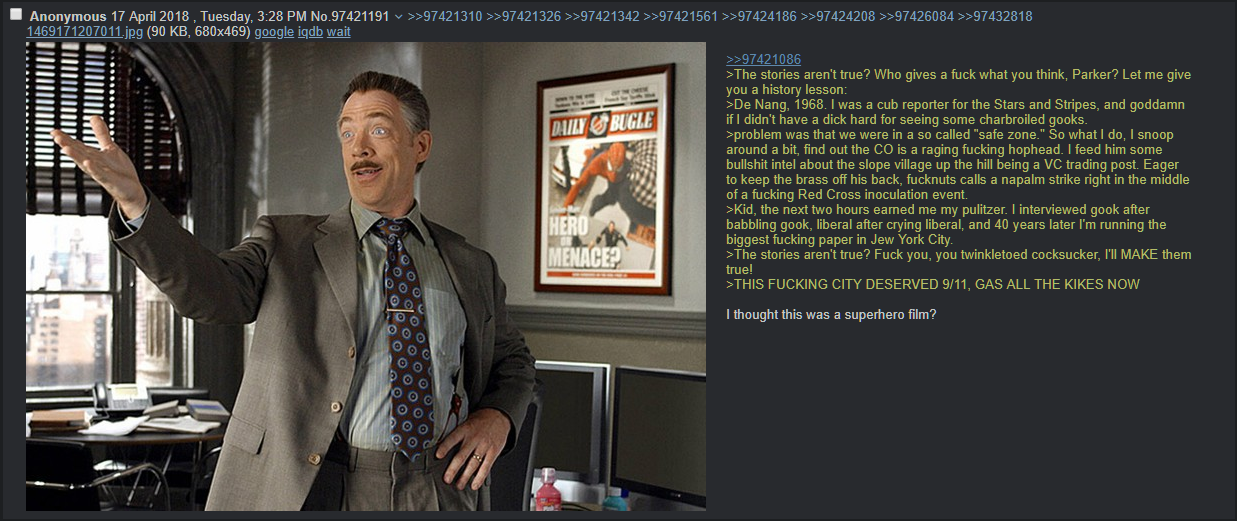 Anonymous 17 April 2018 , Tuesday, 3:28 PM No.97421191 >>97421310 >>97421326 >>97421342 >>97421561 >>97424186 >>97424208 >>97426084 >>97432818
1469171207011.jpg (90 KB, 680x469) google iqdb wait
DAILY BUGLE
Spider-Man
HERO
OR
MENACE?
>>97421086
>The stories aren't true? Who gives a fuck what you think, Parker? Let me give
you a history lesson:
>De Nang, 1968. I was a cub reporter for the Stars and Stripes, and goddamn
if I didn't have a dick hard for seeing some charbroiled gooks.
>problem was that we were in a so called "safe zone." So what I do, I snoop
around a bit, find out the CO is a raging fucking hophead. I feed him some
bullshit intel about the slope village up the hill being a VC trading post. Eager
to keep the brass off his back, fucknuts calls a napalm strike right in the middle
of a fucking Red Cross inoculation event.
>Kid, the next two hours earned me my pulitzer. I interviewed gook after
babbling gook, liberal after crying liberal, and 40 years later I'm running the
biggest fucking paper in Jew York City.
>The stories aren't true? Fuck you, you twinkletoed cocksucker, I'll MAKE them
true!
>THIS FUCKING CITY DESERVED 9/11, GAS ALL THE KIKES NOW
I thought this was a superhero film?